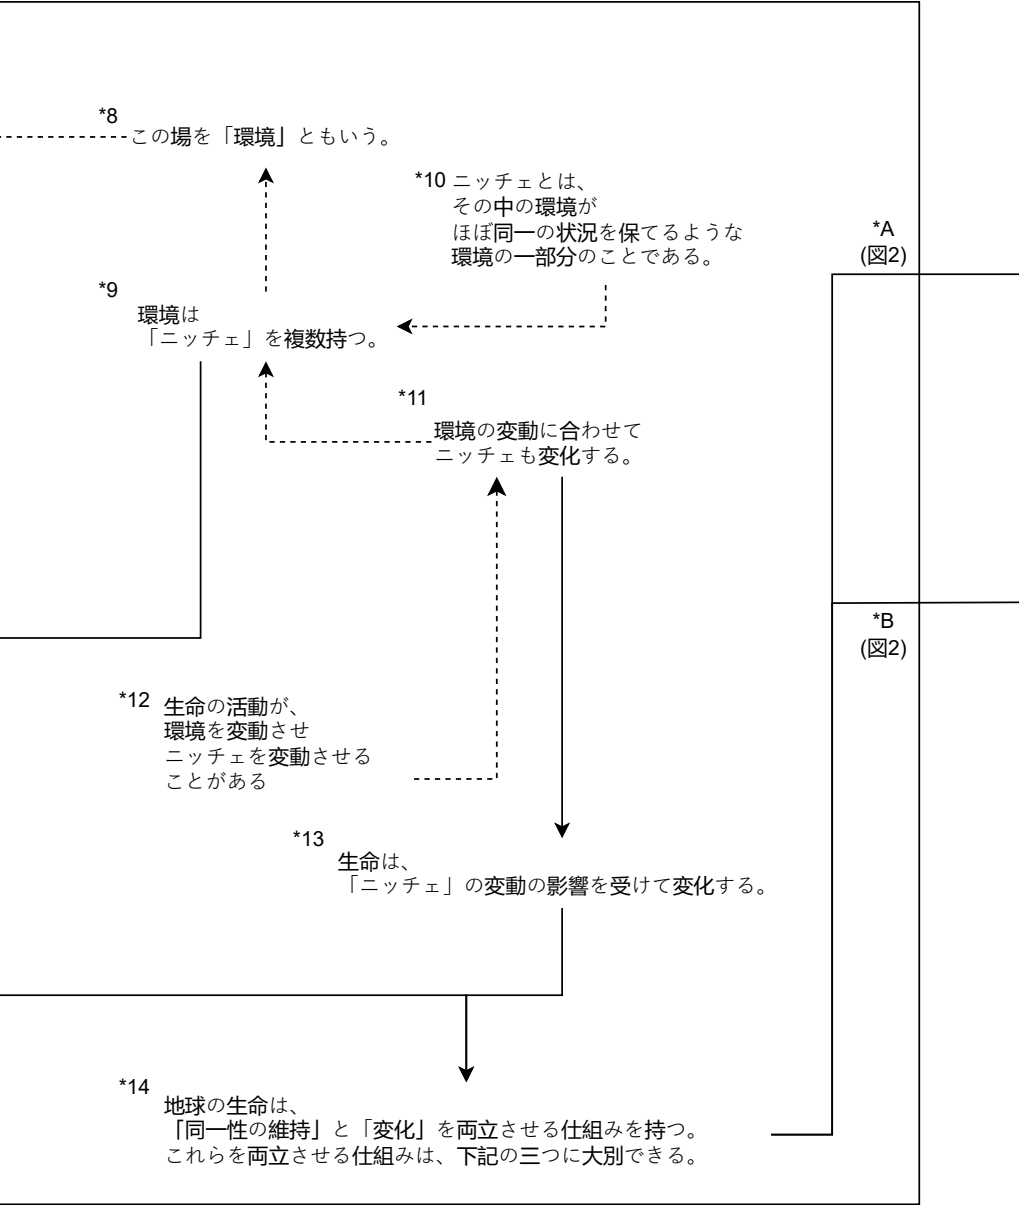 *8
この場を「環境」ともいう。
*10 ニッチェとは、
その中の環境が
ほぼ同一の状況を保てるような
環境の一部分のことである。
*A
(図2)
*9
環境は
「ニッチェ」を複数持つ。
*11
環境の変動に合わせて
ニッチェも変化する。
*B
(図2)
*12 生命の活動が、
環境を変動させ
ニッチェを変動させる
ことがある
*13
生命は、
「ニッチェ」の変動の影響を受けて変化する。
*14
地球の生命は、
「同一性の維持」と「変化」を両立させる仕組みを持つ。
これらを両立させる仕組みは、下記の三つに大別できる。